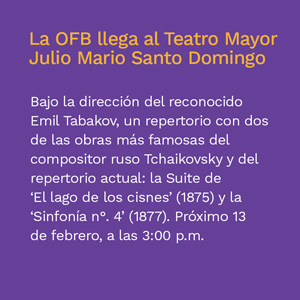 La OFB llega al Teatro Mayor
Julio Mario Santo Domingo
Bajo la dirección del reconocido
Emil Tabakov, un repertorio con dos
de las obras más famosas del
compositor ruso Tchaikovsky y del
repertorio actual: la Suite de
‘El lago de los cisnes’ (1875) y la
‘Sinfonía n°. 4’ (1877). Próximo 13
de febrero, a las 3:00 p.m.